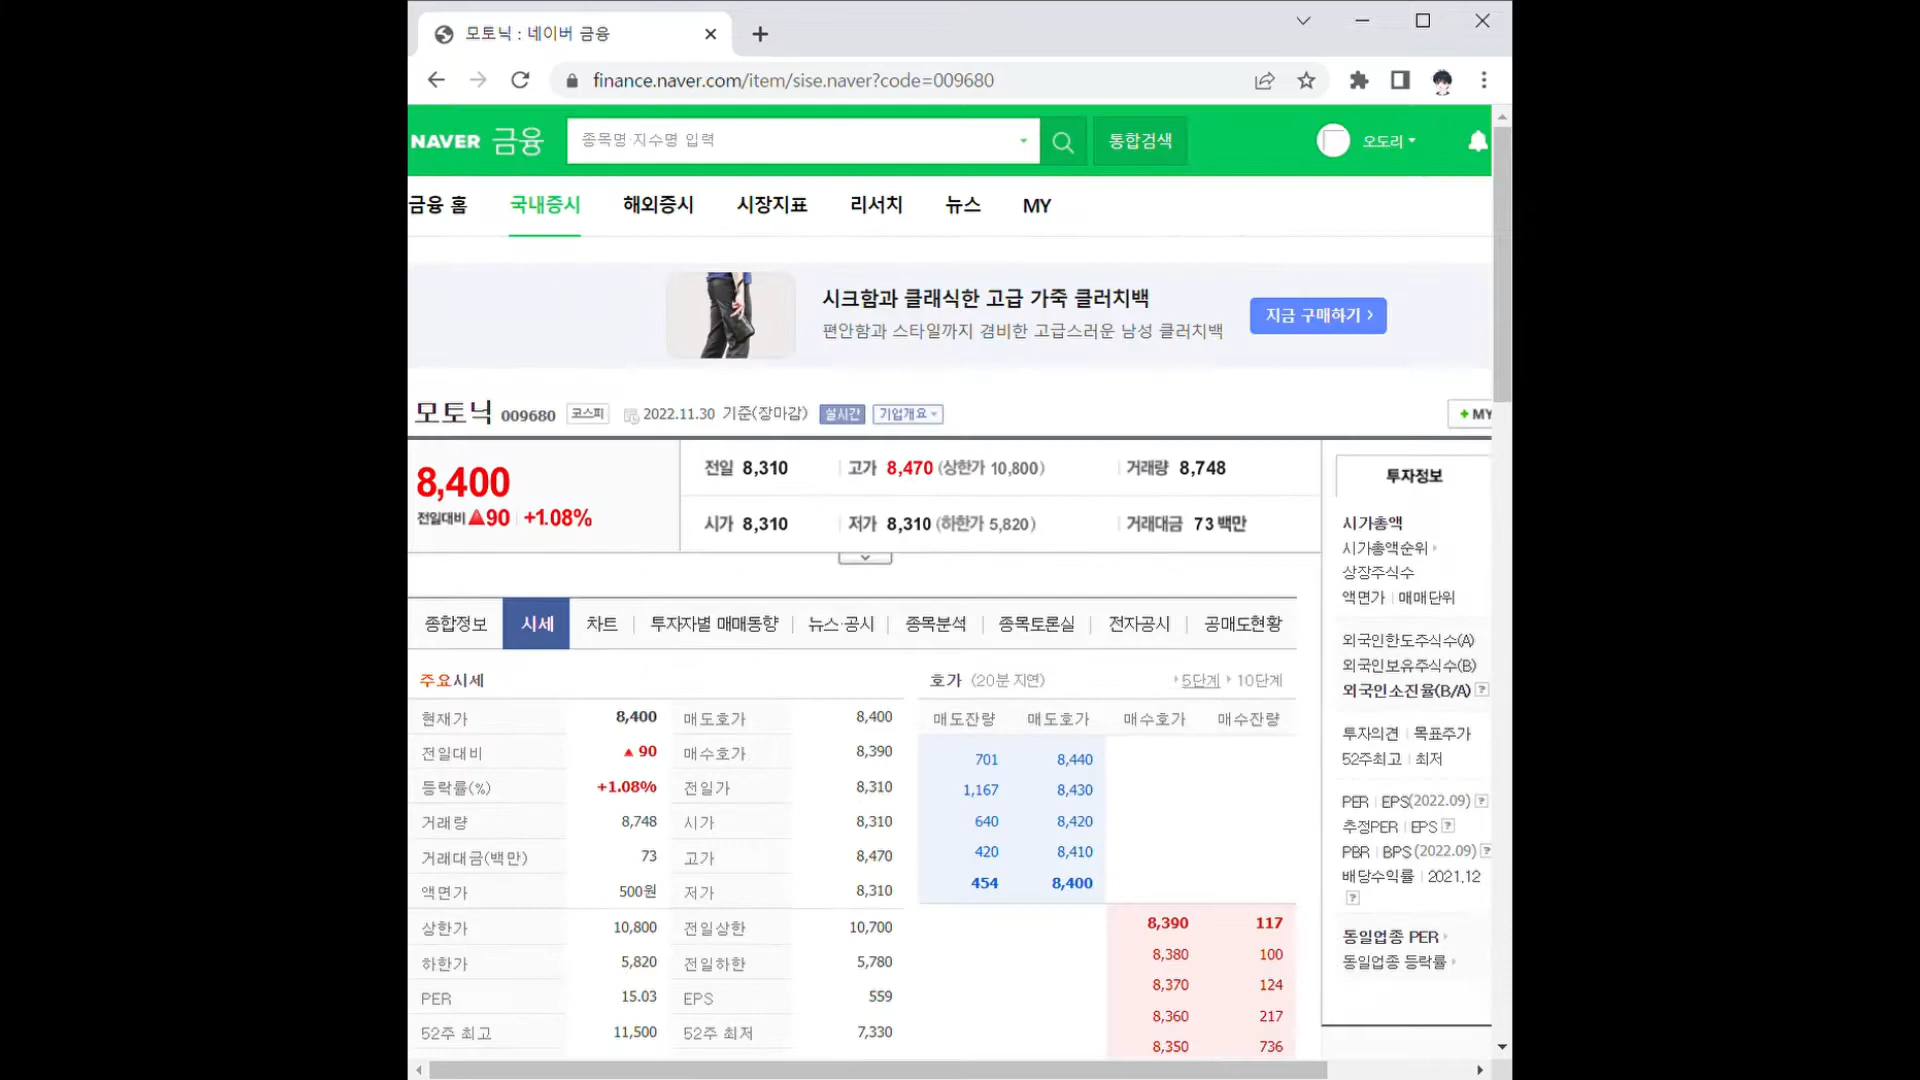 모토닉 : 네이버 금융
finance.naver.com/item/sise.naver?code=009680
NAVER 금융 종목명·지수명 입력 통합검색 오도리
금융 홈 국내증시 해외증시 시장지표 리서치 뉴스 MY
시크함과 클래식한 고급 가죽 클러치백
편안함과 스타일까지 겸비한 고급스러운 남성 클러치백
지금 구매하기 >
모토닉 009680 코스피 2022.11.30 기준(장마감) 실시간 기업개요 + MY
8,400
전일대비 ▲90 +1.08%
전일 8,310 고가 8,470 (상한가 10,800) 거래량 8,748
시가 8,310 저가 8,310 (하한가 5,820) 거래대금 73 백만
종합정보 시세 차트 투자자별 매매동향 뉴스·공시 종목분석 종목토론실 전자공시 공매도현황
주요시세
현재가 8,400 매도호가 8,400
전일대비 ▲ 90 매수호가 8,390
등락률(%) +1.08% 전일가 8,310
거래량 8,748 시가 8,310
거래대금(백만) 73 고가 8,470
액면가 500원 저가 8,310
상한가 10,800 전일상한 10,700
하한가 5,820 전일하한 5,780
PER 15.03 EPS 559
52주 최고 11,500 52주 최저 7,330
호가 (20분 지연) 5단계 10단계
매도잔량 매도호가 매수호가 매수잔량
701 8,440
1,167 8,430
640 8,420
420 8,410
454 8,400
8,390 117
8,380 100
8,370 124
8,360 217
8,350 736
투자정보
시가총액
시가총액순위
상장주식수
액면가 매매단위
외국인한도주식수(A)
외국인보유주식수(B)
외국인소진율(B/A) ?
투자의견 목표주가
52주최고 최저
PER EPS(2022.09) ?
추정PER EPS ?
PBR BPS(2022.09) ?
배당수익률 2021.12
?
동일업종 PER
동일업종 등락률